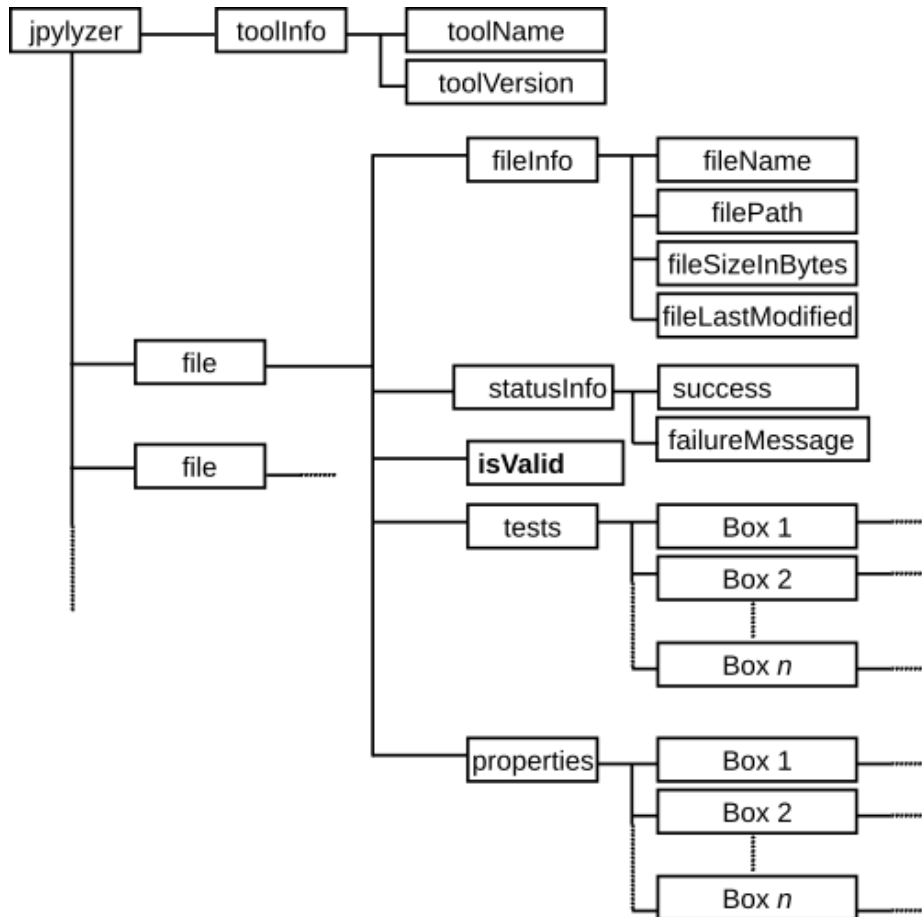 jpylyzer
toolInfo
toolName
toolVersion
fileInfo
fileName
filePath
fileSizeInBytes
fileLastModified
file
statusInfo
success
failureMessage
file
isValid
tests
Box 1
Box 2
Box n
properties
Box 1
Box 2
Box n